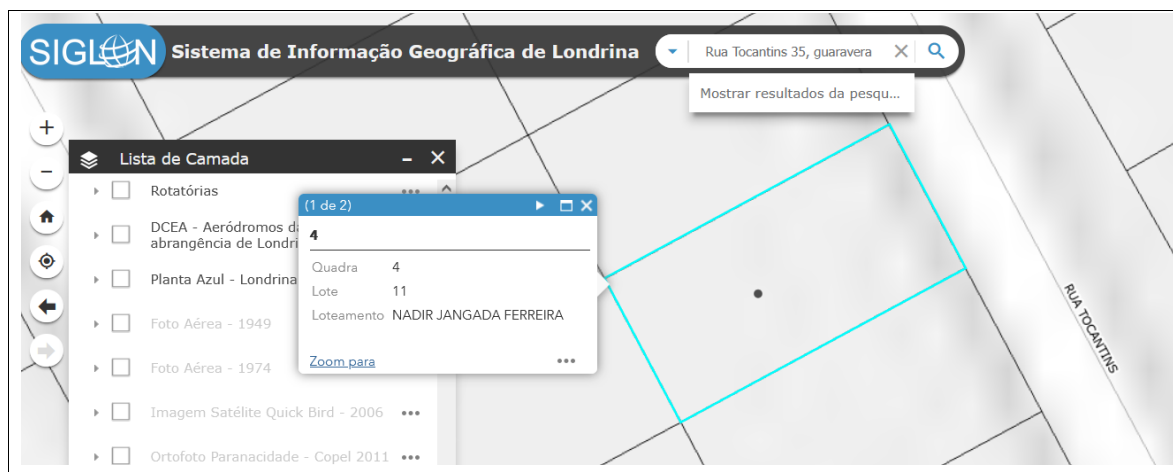 SIGLON Sistema de Informação Geográfica de Londrina
Rua Tocantins 35, guaravera
Mostrar resultados da pesqu...
Lista de Camada
Rotatórias
DCEA - Aeródromos d
abrangência de Londri
Planta Azul - Londrina
Foto Aérea - 1949
Foto Aérea - 1974
Imagem Satélite Quick Bird - 2006
Ortofoto Paranacidade - Copel 2011
(1 de 2)
4
Quadra 4
Lote 11
Loteamento NADIR JANGADA FERREIRA
Zoom para
RUA TOCANTINS